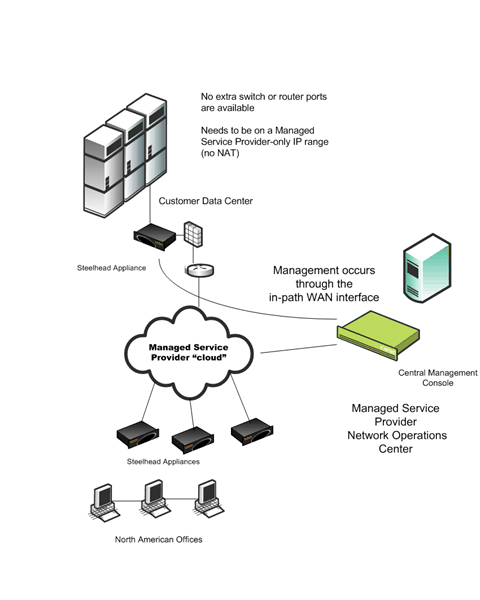 No extra switch or router ports
are available
Needs to be on a Managed
Service Provider-only IP range
(no NAT)
Customer Data Center
Steelhead Appliance
Management occurs
through the
in-path WAN interface
Managed Service
Provider “cloud”
Central Management
Console
Managed Service
Provider
Network Operations
Center
Steelhead Appliances
North American Offices